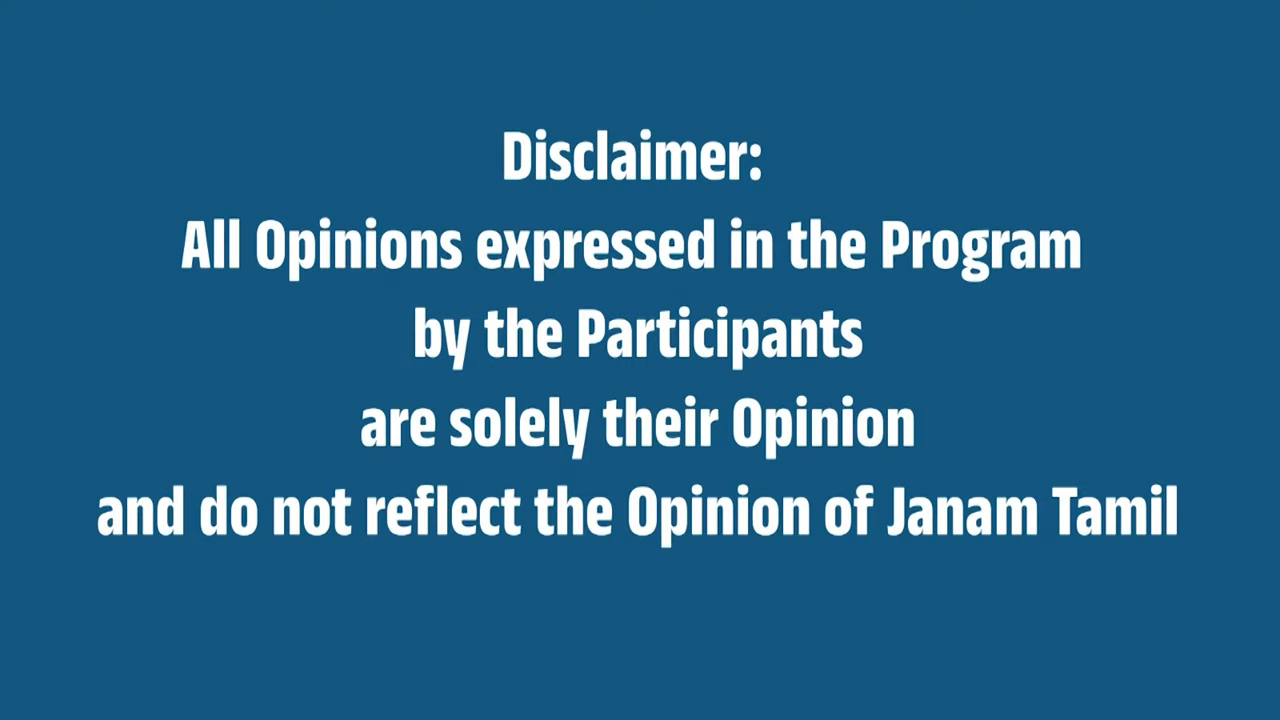 Disclaimer:
All Opinions expressed in the Program
by the Participants
are solely their Opinion
and do not reflect the Opinion of Janam Tamil